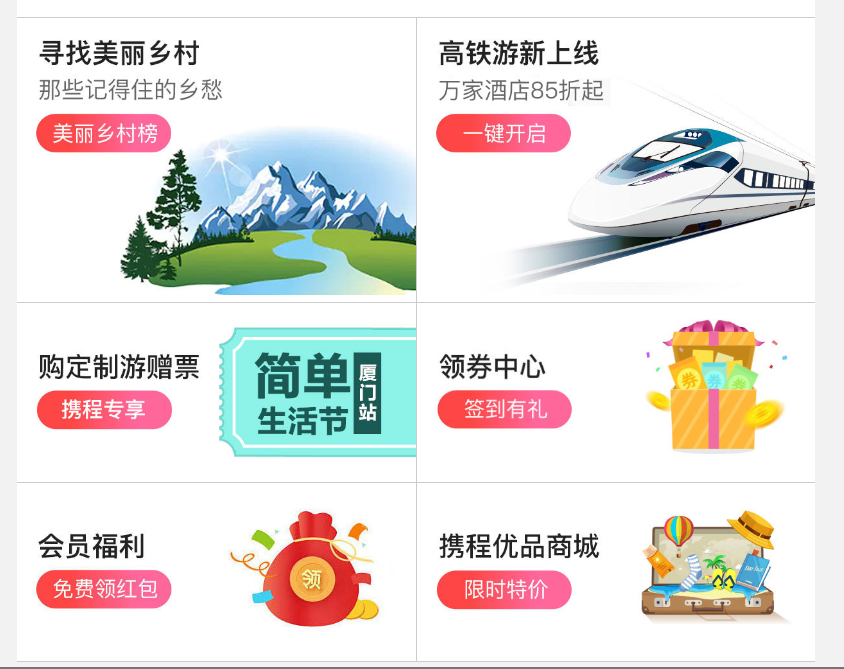 寻找美丽乡村
那些记得住的乡愁
美丽乡村榜
高铁游新上线
万家酒店85折起
一键开启
购定制游赠票
携程专享
简单
生活节
厦门站
领券中心
签到有礼
券
券
券
会员福利
免费领红包
领
携程优品商城
限时特价